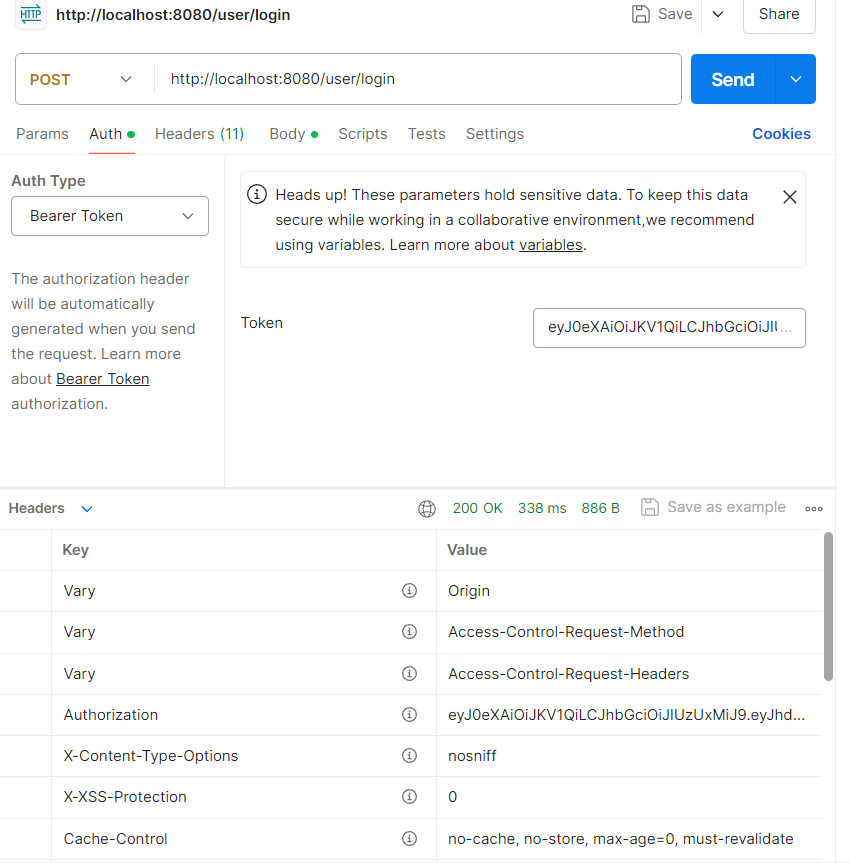 HTTP http://localhost:8080/user/login Save Share
POST http://localhost:8080/user/login Send
Params Auth Headers (11) Body Scripts Tests Settings Cookies
Auth Type
Bearer Token
The authorization header
will be automatically
generated when you send
the request. Learn more
about Bearer Token
authorization.
Heads up! These parameters hold sensitive data. To keep this data
secure while working in a collaborative environment,we recommend
using variables. Learn more about variables.
Token eyJ0eXAiOiJKV1QiLCJhbGciOiJIU...
Headers 200 OK 338 ms 886 B Save as example
Key Value
Vary Origin
Vary Access-Control-Request-Method
Vary Access-Control-Request-Headers
Authorization eyJ0eXAiOiJKV1QiLCJhbGciOiJIUzUxMiJ9.eyJhd...
X-Content-Type-Options nosniff
X-XSS-Protection 0
Cache-Control no-cache, no-store, max-age=0, must-revalidate